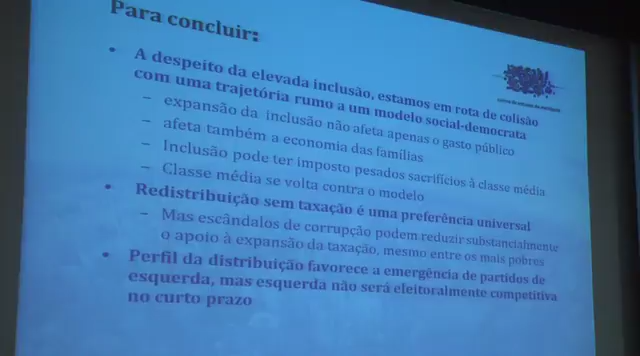 Para concluir:
• A despeito da elevada inclusão, estamos em rota de colisão
com uma trajetória rumo a um modelo social-democrata
– expansão da inclusão não afeta apenas o gasto público
– afeta também a economia das famílias
– Inclusão pode ter imposto pesados sacrifícios à classe média
– Classe média se volta contra o modelo
• Redistribuição sem taxação é uma preferência universal
– Mas escândalos de corrupção podem reduzir substancialmente
o apoio à expansão da taxação, mesmo entre os mais pobres
• Perfil da distribuição favorece a emergência de partidos de
esquerda, mas esquerda não será eleitoralmente competitiva
no curto prazo